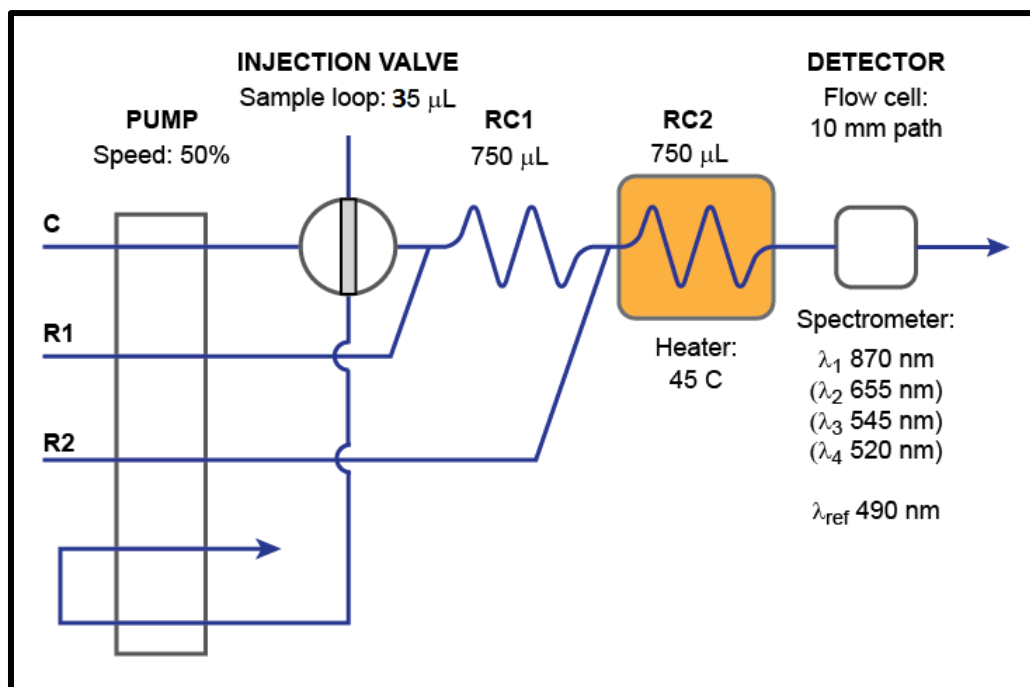 INJECTION VALVE
Sample loop: 35 μL
DETECTOR
Flow cell:
10 mm path
PUMP
Speed: 50%
RC1
750 μL
RC2
750 μL
C
R1
R2
Heater:
45 C
Spectrometer:
λ1 870 nm
(λ2 655 nm)
(λ3 545 nm)
(λ4 520 nm)
λref 490 nm